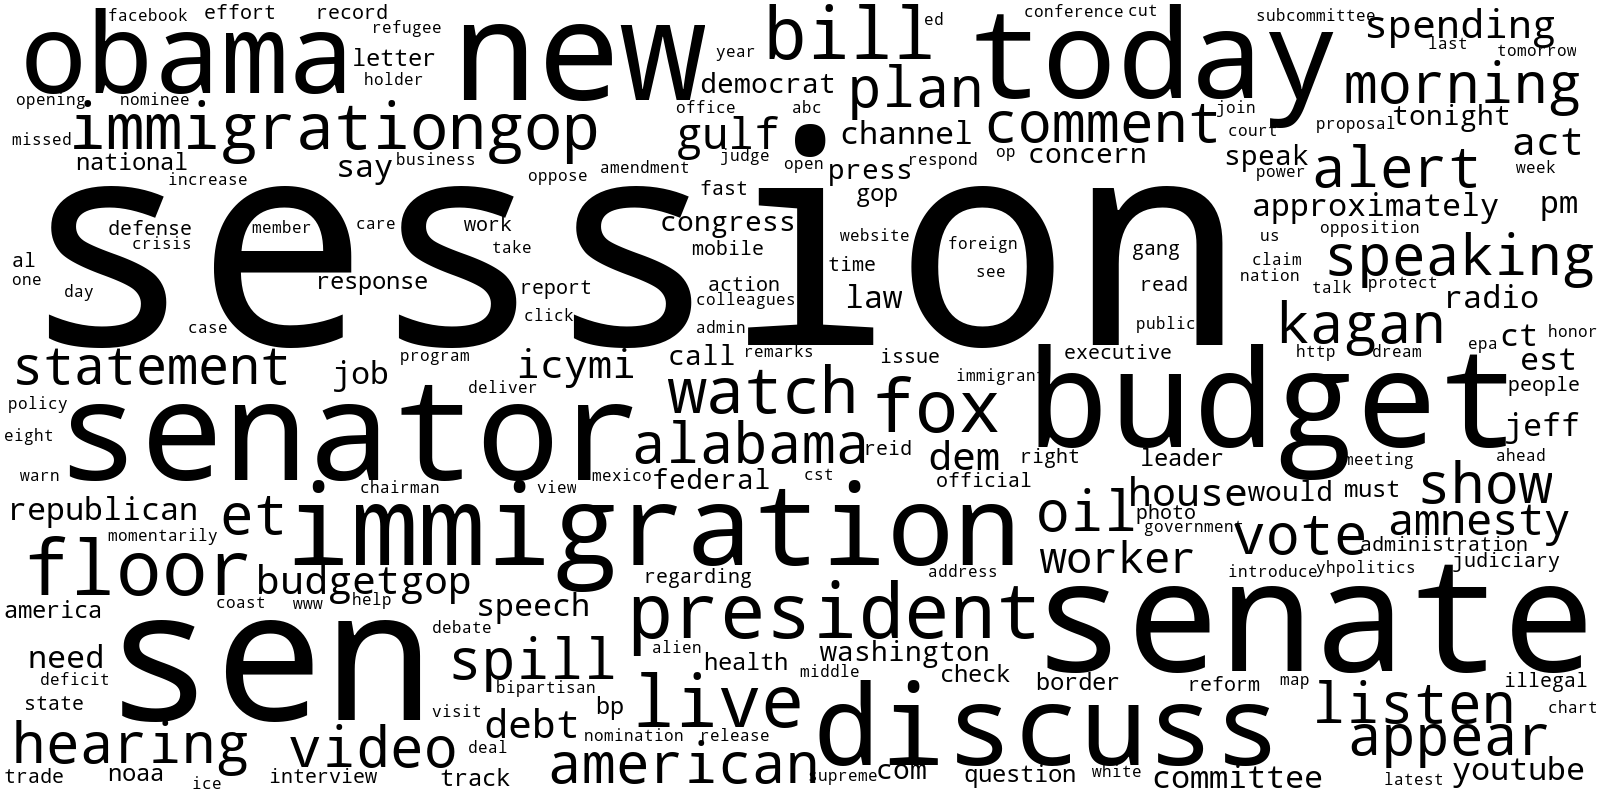 facebook effort record
obama new bill ed today conference cut subcommittee spending
refugee letter year last tomorrow
holder democrat plan morning
opening nominee office abc join
missed immigrationgop gulf channel comment court proposal tonight act
national say business judge open press respond op concern speak alert
increase oppose amendment power week
session fast gop approximately pm
defense member care work congress opposition
crisis take mobile website foreign gang us speaking
al time see claim
one response action read nation talk protect
day report colleagues law radio
case click admin public kagan ct honor
epa
statement program icymi call remarks issue executive http dream est
job deliver watch immigrant budget people
policy senator fox jeff
eight alabama reid
warn mexico federal cst dem right leader meeting ahead
chairman view official house would must show
republican et immigration oil photo amnesty
momentarily government vote
floor worker administration
budgetgop regarding address introduce yhpolitics judiciary
america coast www help speech president senate
sen debate
need spill alien washington
deficit health middle check
state bipartisan border reform map illegal
visit bp live discuss listen chart
hearing video debt nomination release appear
deal american
trade noaa ice interview track supreme com question white committee latest youtube